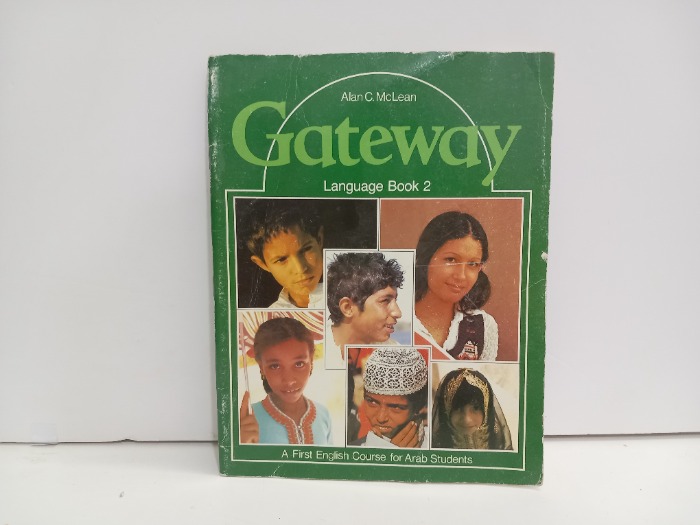 Alan C. McLean
Gateway
Language Book 2
A First English Course for Arab Students